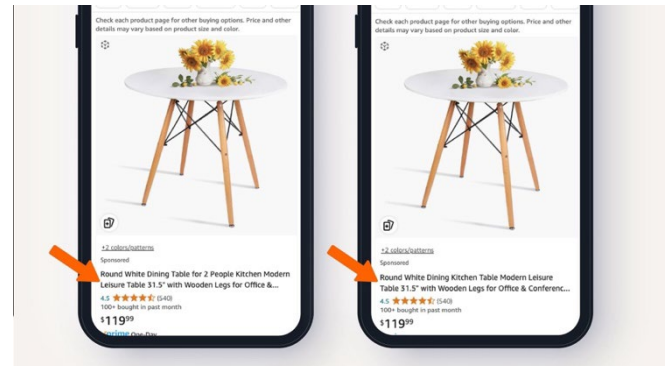 Check each product page for other buying options. Price and other
details may vary based on product size and color.
+2 colors/patterns
Sponsored
Round White Dining Table for 2 People Kitchen Modern
Leisure Table 31.5" with Wooden Legs for Office &...
4.5 (540)
100+ bought in past month
$119⁹⁹
prime One-Day
Check each product page for other buying options. Price and other
details may vary based on product size and color.
+2 colors/patterns
Sponsored
Round White Dining Kitchen Table Modern Leisure
Table 31.5" with Wooden Legs for Office & Conferenc...
4.5 (540)
100+ bought in past month
$119⁹⁹